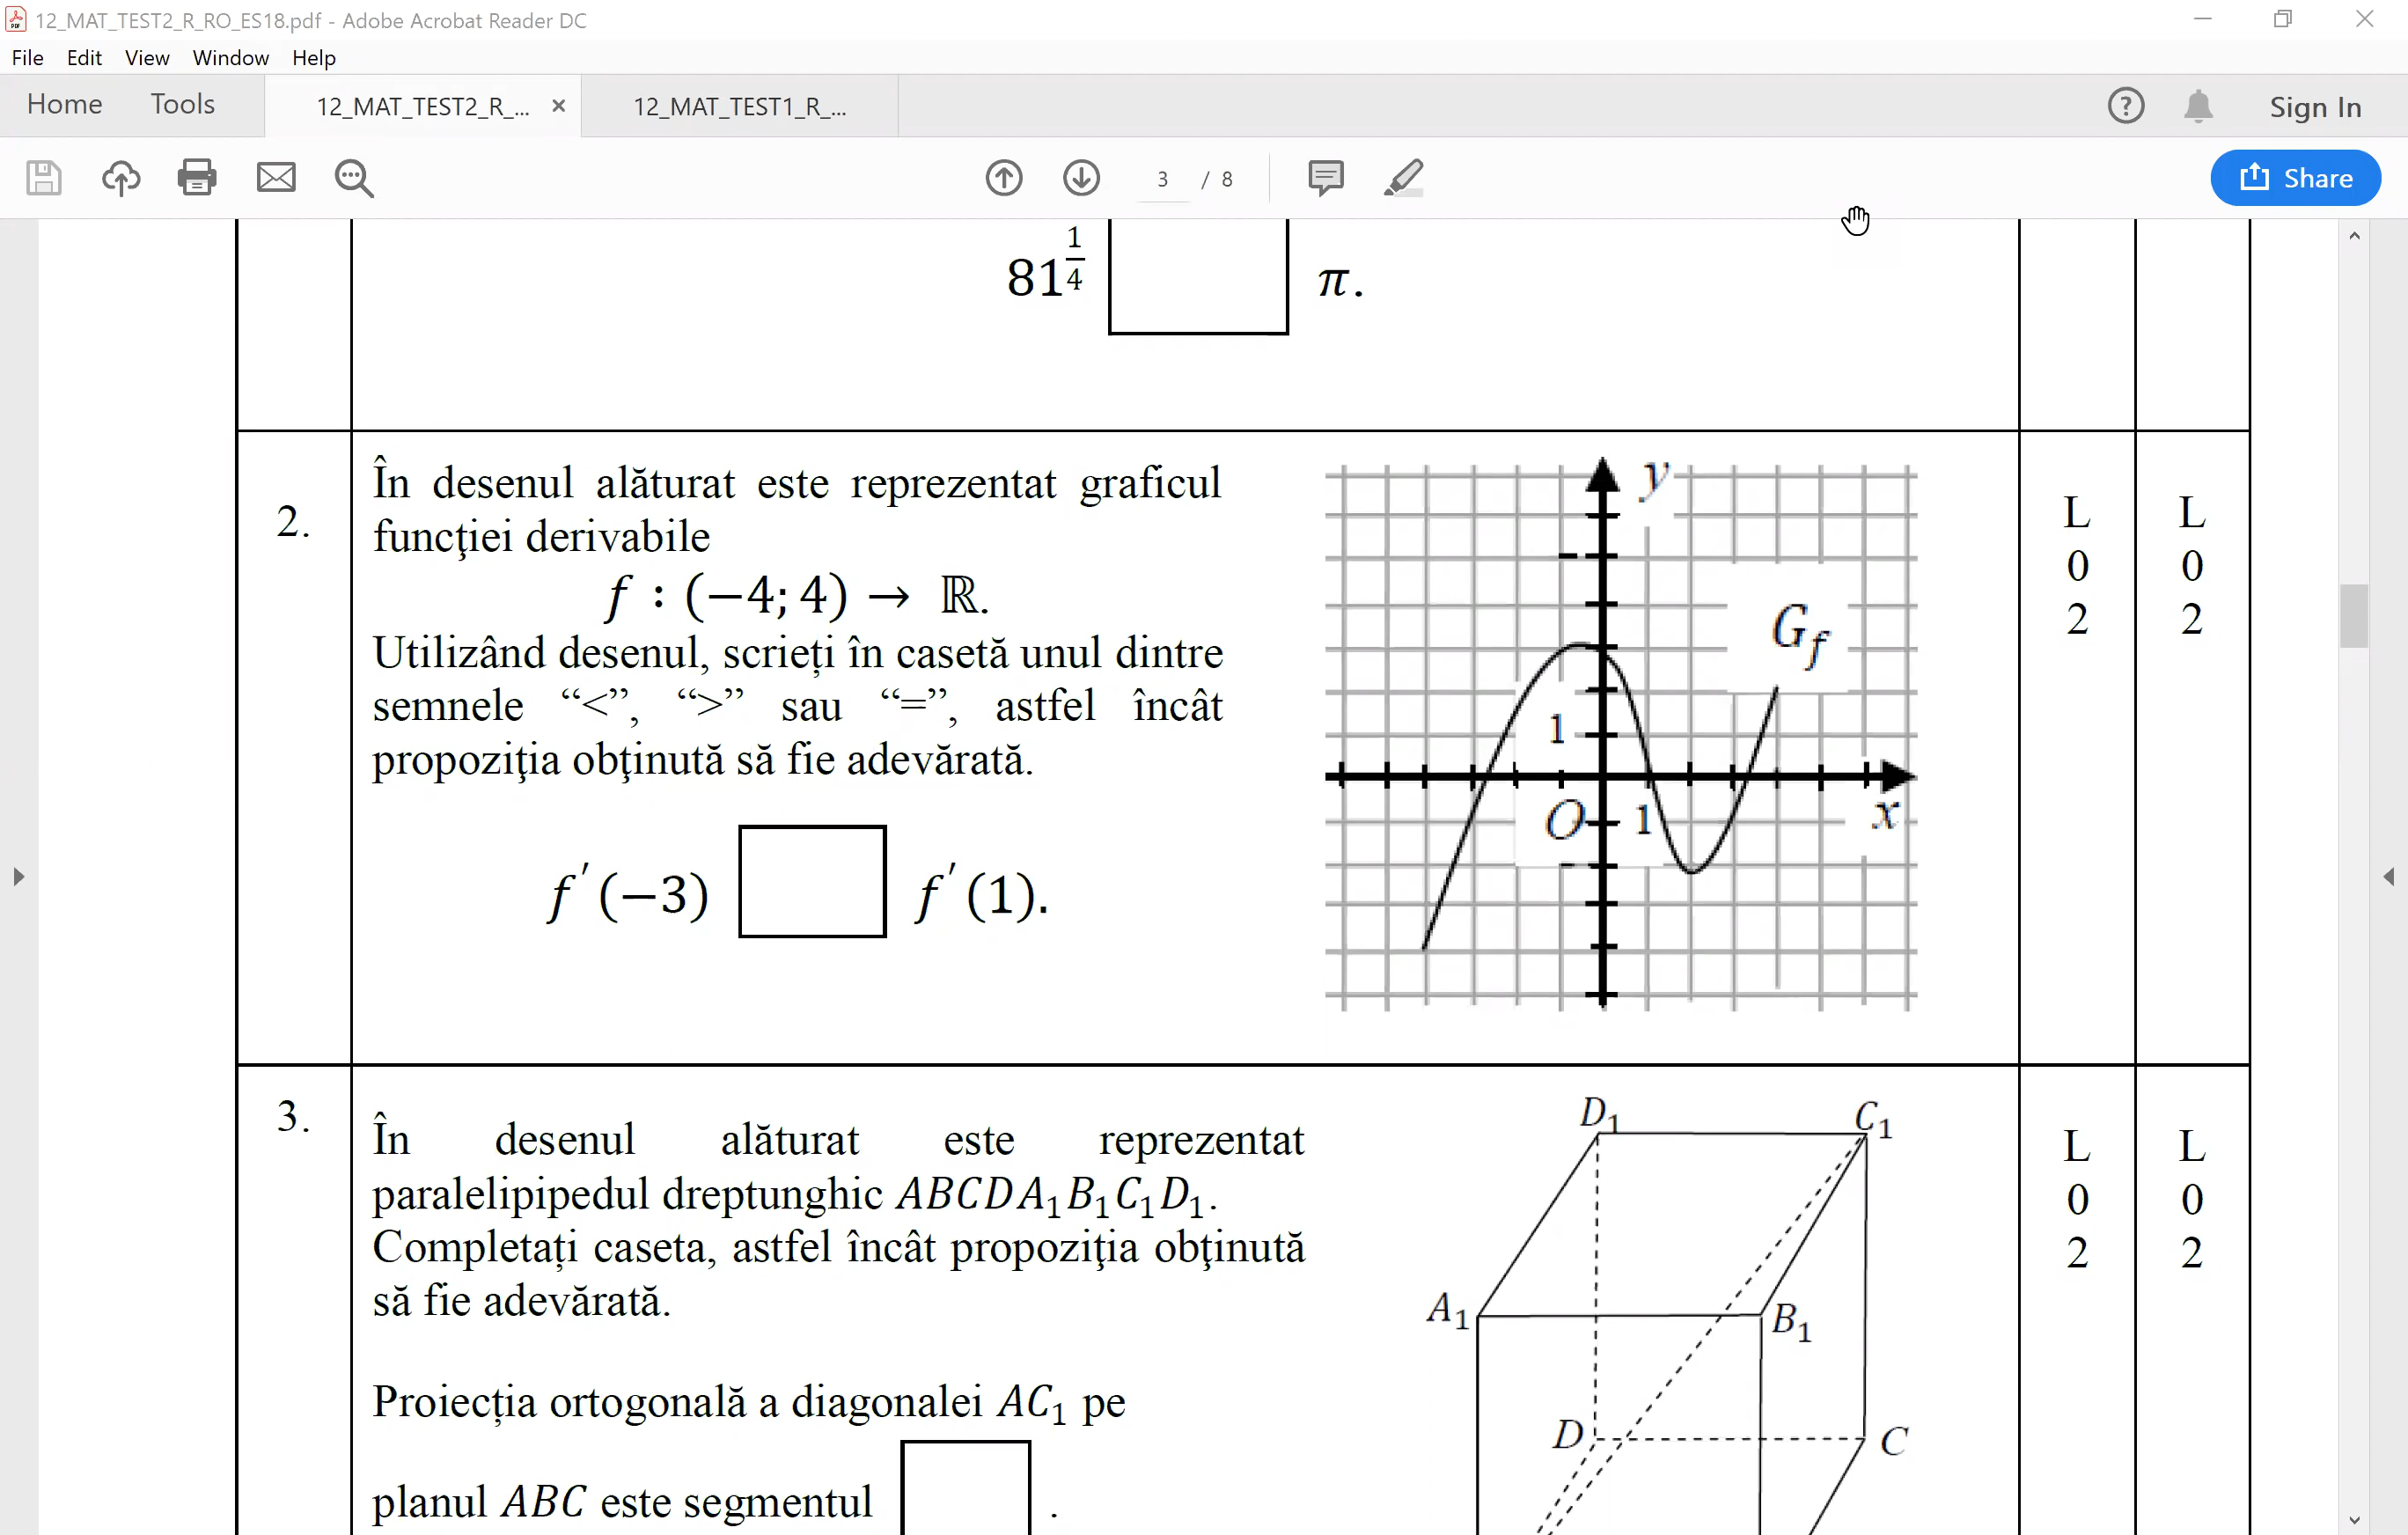 12_MAT_TEST2_R_RO_ES18.pdf - Adobe Acrobat Reader DC
File Edit View Window Help
Home Tools 12_MAT_TEST2_R_... × 12_MAT_TEST1_R_... ? Sign In
3 / 8 Share
81^{1/4} π.
2.
În desenul alăturat este reprezentat graficul
funcţiei derivabile
f : (−4; 4) → ℝ.
Utilizând desenul, scrieți în casetă unul dintre
semnele “<”, “>” sau “=”, astfel încât
propoziţia obţinută să fie adevărată.
f′(−3) f′(1).
y
G_f
1
O 1 x
L L
0 0
2 2
3.
În desenul alăturat este reprezentat
paralelipipedul dreptunghic ABCDA₁B₁C₁D₁.
Completați caseta, astfel încât propoziţia obţinută
să fie adevărată.
Proiecția ortogonală a diagonalei AC₁ pe
planul ABC este segmentul .
D₁ C₁
A₁ B₁
D C
L L
0 0
2 2